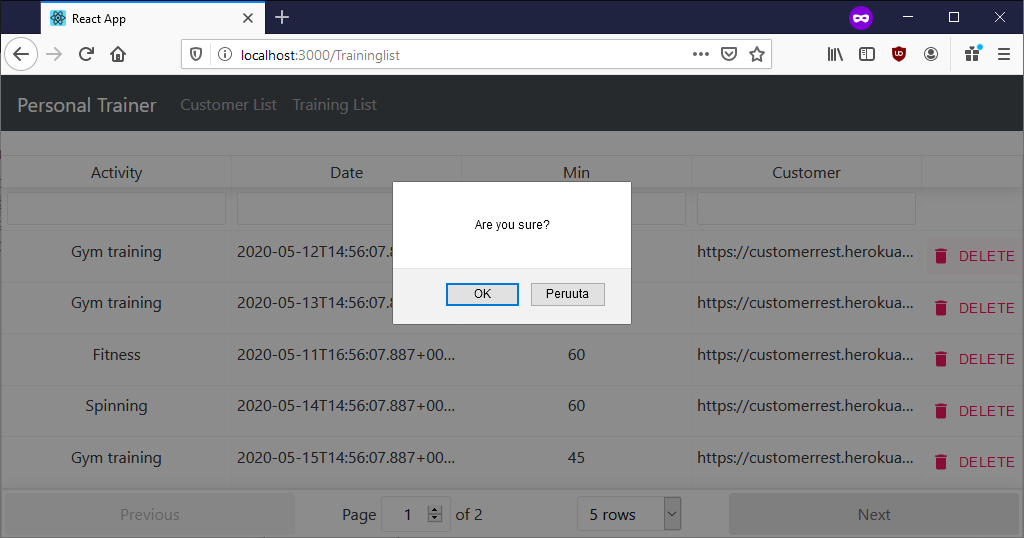 React App
localhost:3000/Traininglist
Personal Trainer Customer List Training List
Activity Date Min Customer
Are you sure?
OK Peruuta
Gym training 2020-05-12T14:56:07.8 https://customerrest.herokua... DELETE
Gym training 2020-05-13T14:56:07.8 https://customerrest.herokua... DELETE
Fitness 2020-05-11T16:56:07.887+00... 60 https://customerrest.herokua... DELETE
Spinning 2020-05-14T14:56:07.887+00... 60 https://customerrest.herokua... DELETE
Gym training 2020-05-15T14:56:07.887+00... 45 https://customerrest.herokua... DELETE
Previous Page 1 of 2 5 rows Next